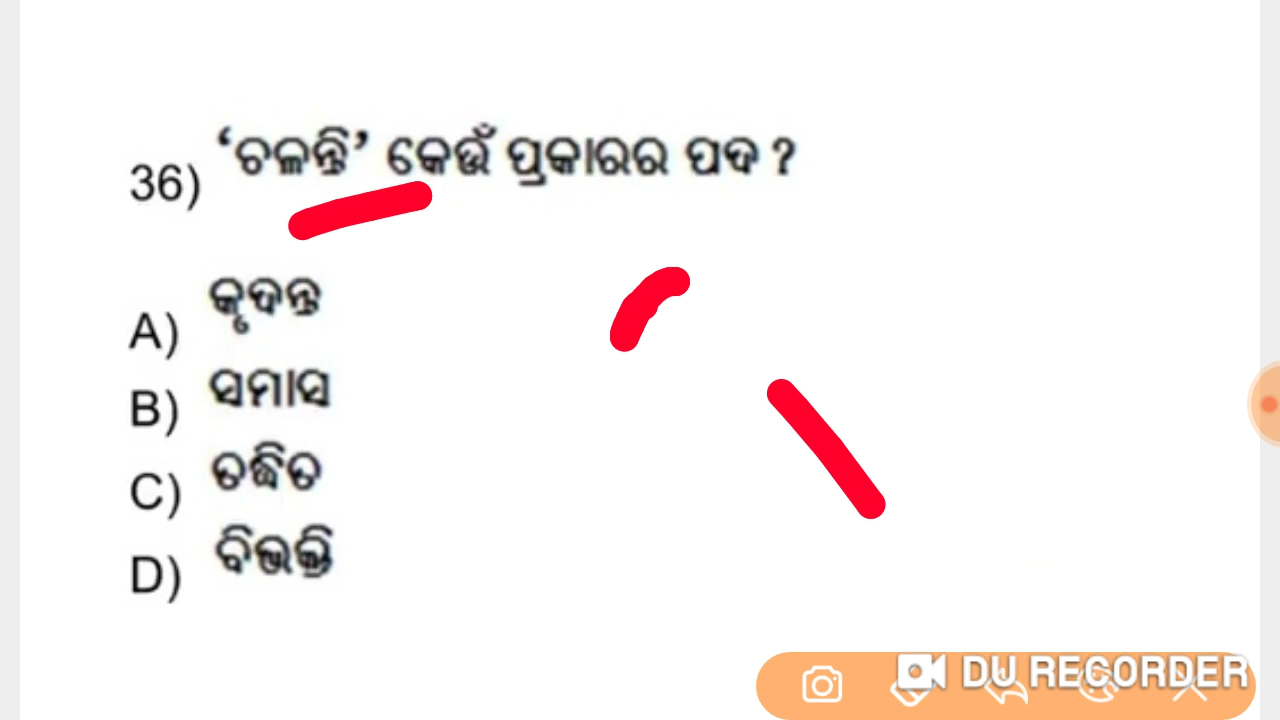 36) ‘ଚଳନ୍ତି’ କେଉଁ ପ୍ରକାରର ପଦ ?
A) କୃଦନ୍ତ
B) ସମାସ
C) ତଦ୍ଧିତ
D) ବିଭକ୍ତି
DU RECORDER